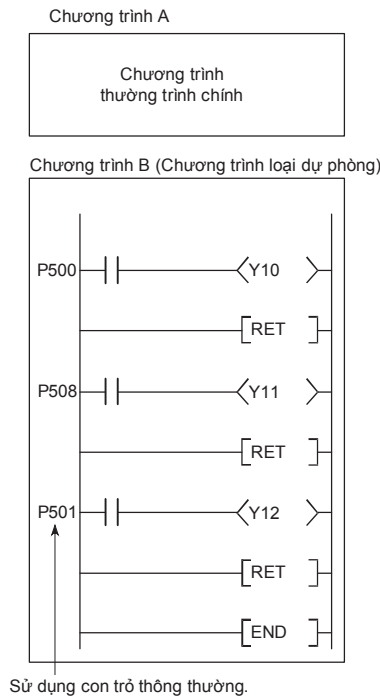 Chương trình A
Chương trình
thường trình chính
Chương trình B (Chương trình loại dự phòng)
P500 Y10
RET
P508 Y11
RET
P501 Y12
RET
END
Sử dụng con trỏ thông thường.